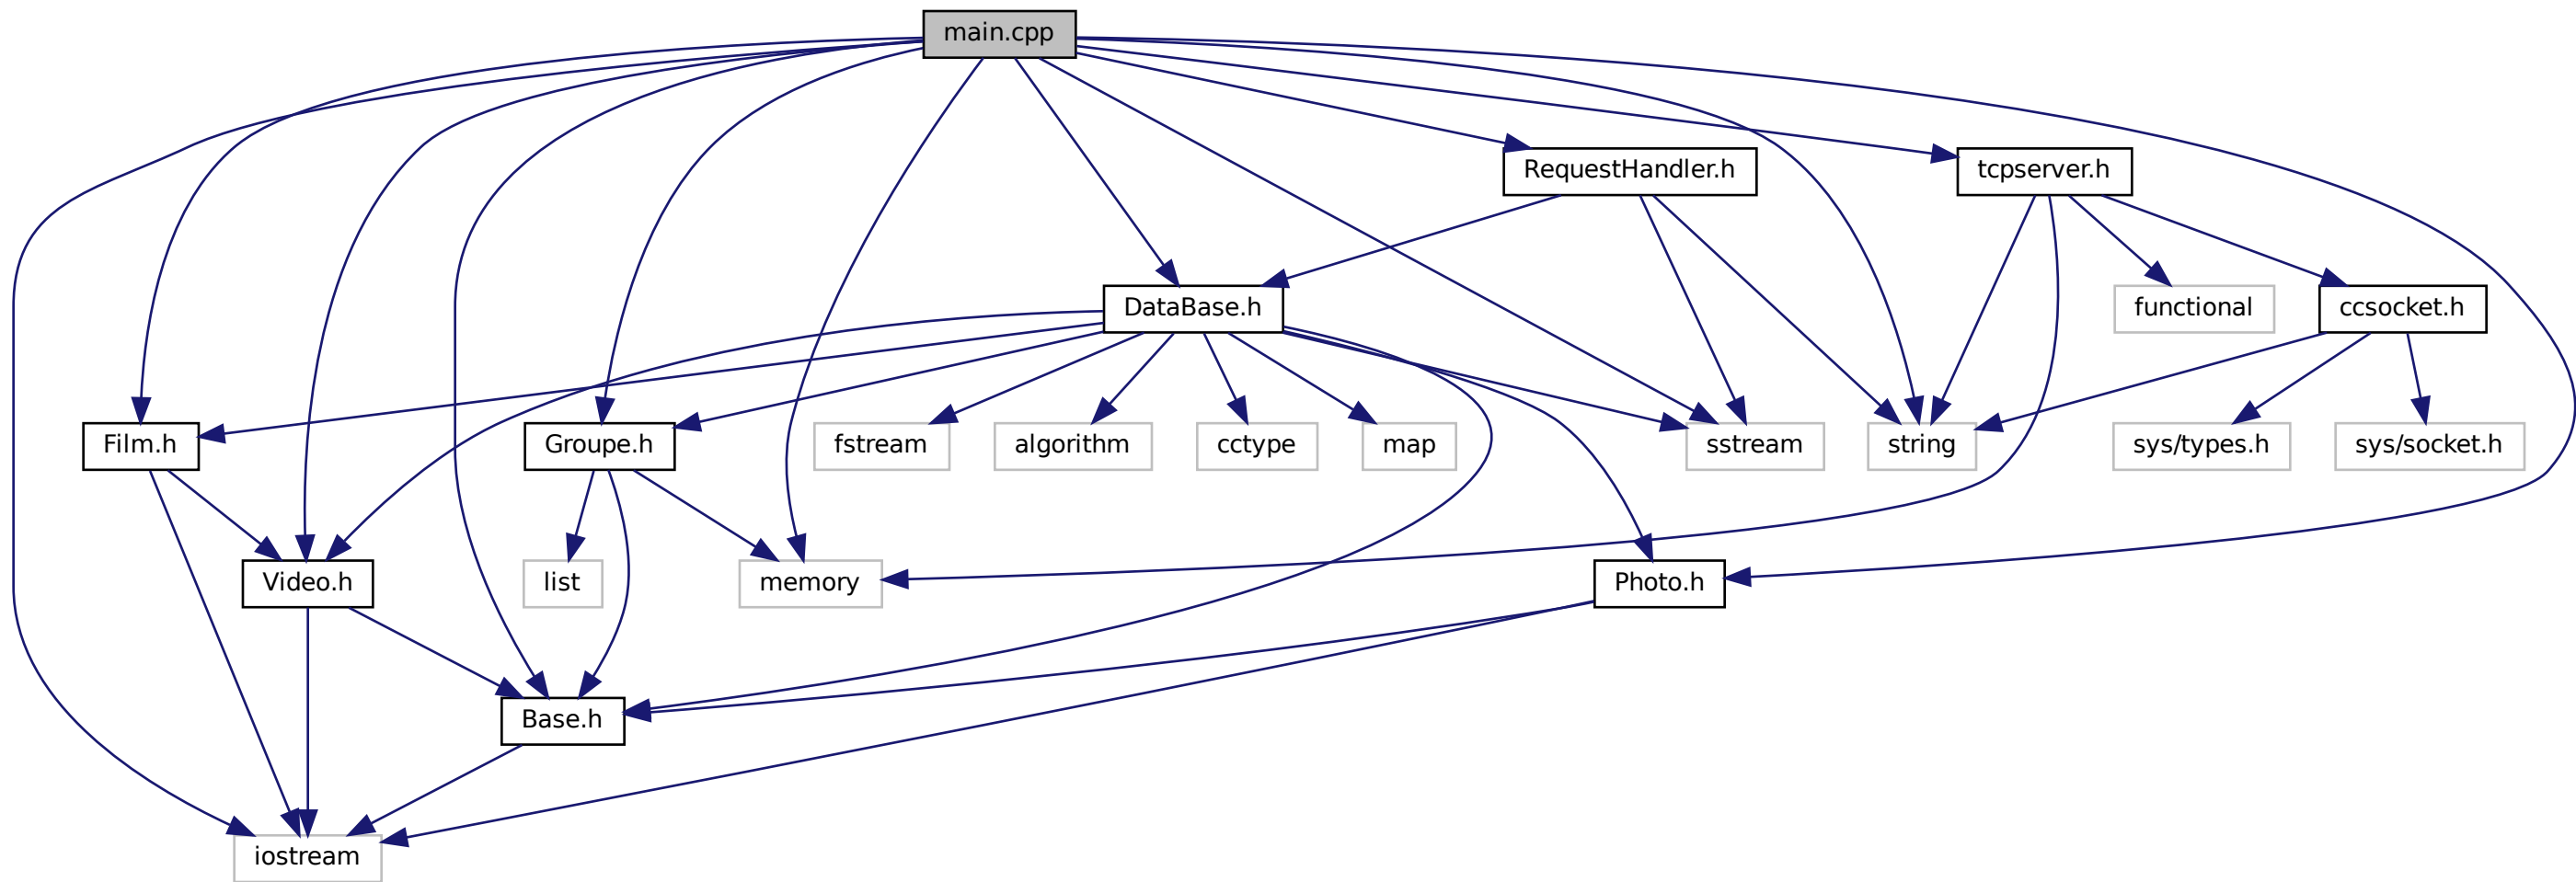 main.cpp
RequestHandler.h
tcpserver.h
DataBase.h
functional
ccsocket.h
Film.h
Groupe.h
fstream
algorithm
cctype
map
sstream
string
sys/types.h
sys/socket.h
Video.h
list
memory
Photo.h
Base.h
iostream